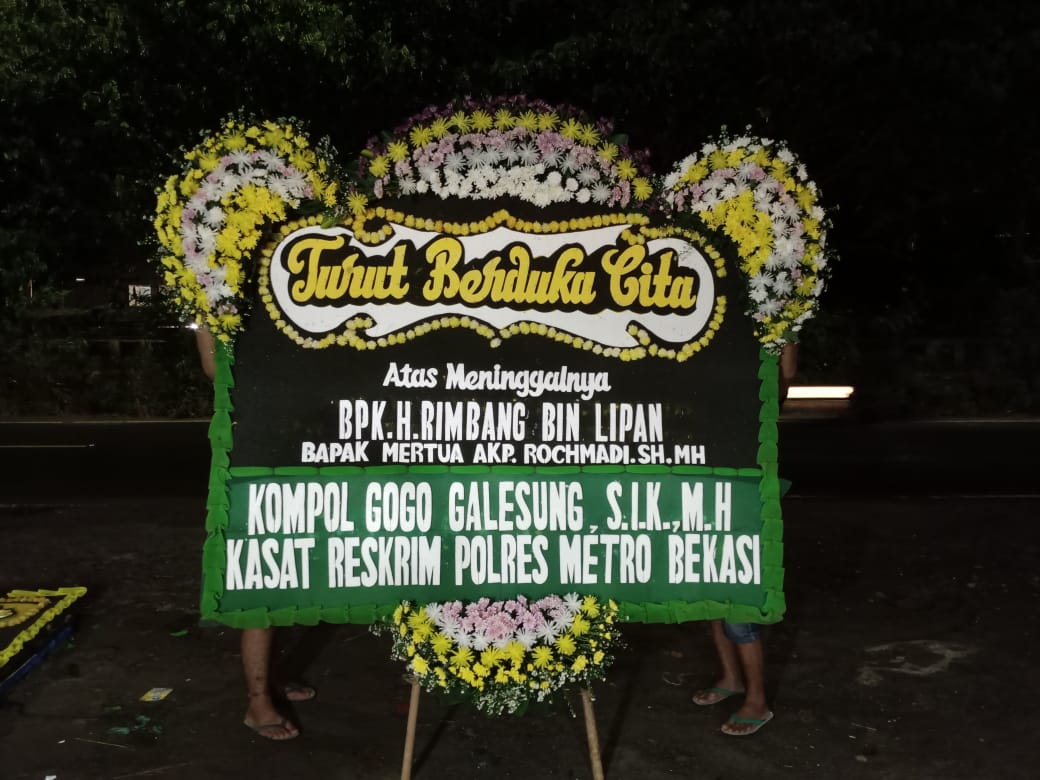 Turut Berduka Cita
Atas Meninggalnya
BPK.H.RIMBANG BIN LIPAN
BAPAK MERTUA AKP. ROCHMADI.SH.MH
KOMPOL GOGO GALESUNG, S.I.K.,M.H
KASAT RESKRIM POLRES METRO BEKASI